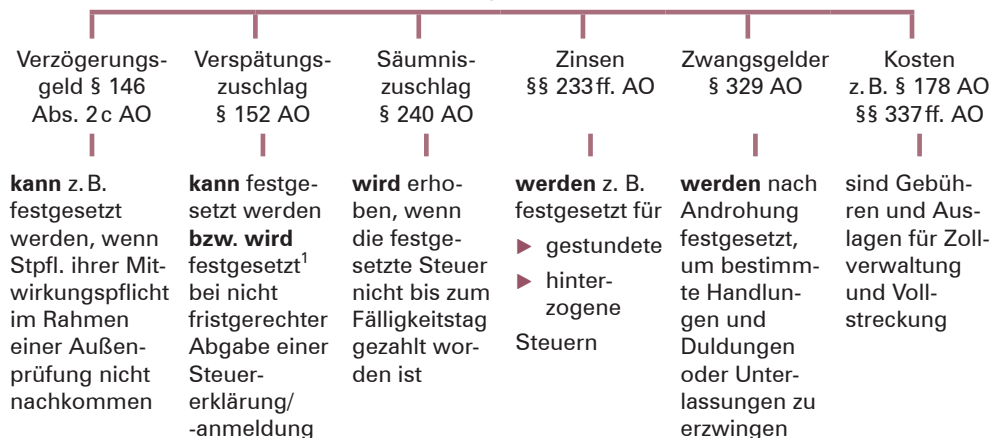 Verzögerungs-
geld § 146
Abs. 2 c AO
kann z. B.
festgesetzt
werden, wenn
Stpfl. ihrer Mit-
wirkungspflicht
im Rahmen
einer Außen-
prüfung nicht
nachkommen
Verspätungs-
zuschlag
§ 152 AO
kann festge-
setzt werden
bzw. wird
festgesetzt¹
bei nicht
fristgerechter
Abgabe einer
Steuer-
erklärung/
-anmeldung
Säumnis-
zuschlag
§ 240 AO
wird erho-
ben, wenn
die festge-
setzte Steuer
nicht bis zum
Fälligkeitstag
gezahlt wor-
den ist
Zinsen
§§ 233 ff. AO
werden z. B.
festgesetzt für
► gestundete
► hinter-
zogene
Steuern
Zwangsgelder
§ 329 AO
werden nach
Androhung
festgesetzt,
um bestimm-
te Handlun-
gen und
Duldungen
oder Unter-
lassungen zu
erzwingen
Kosten
z. B. § 178 AO
§§ 337 ff. AO
sind Gebüh-
ren und Aus-
lagen für Zoll-
verwaltung
und Voll-
streckung